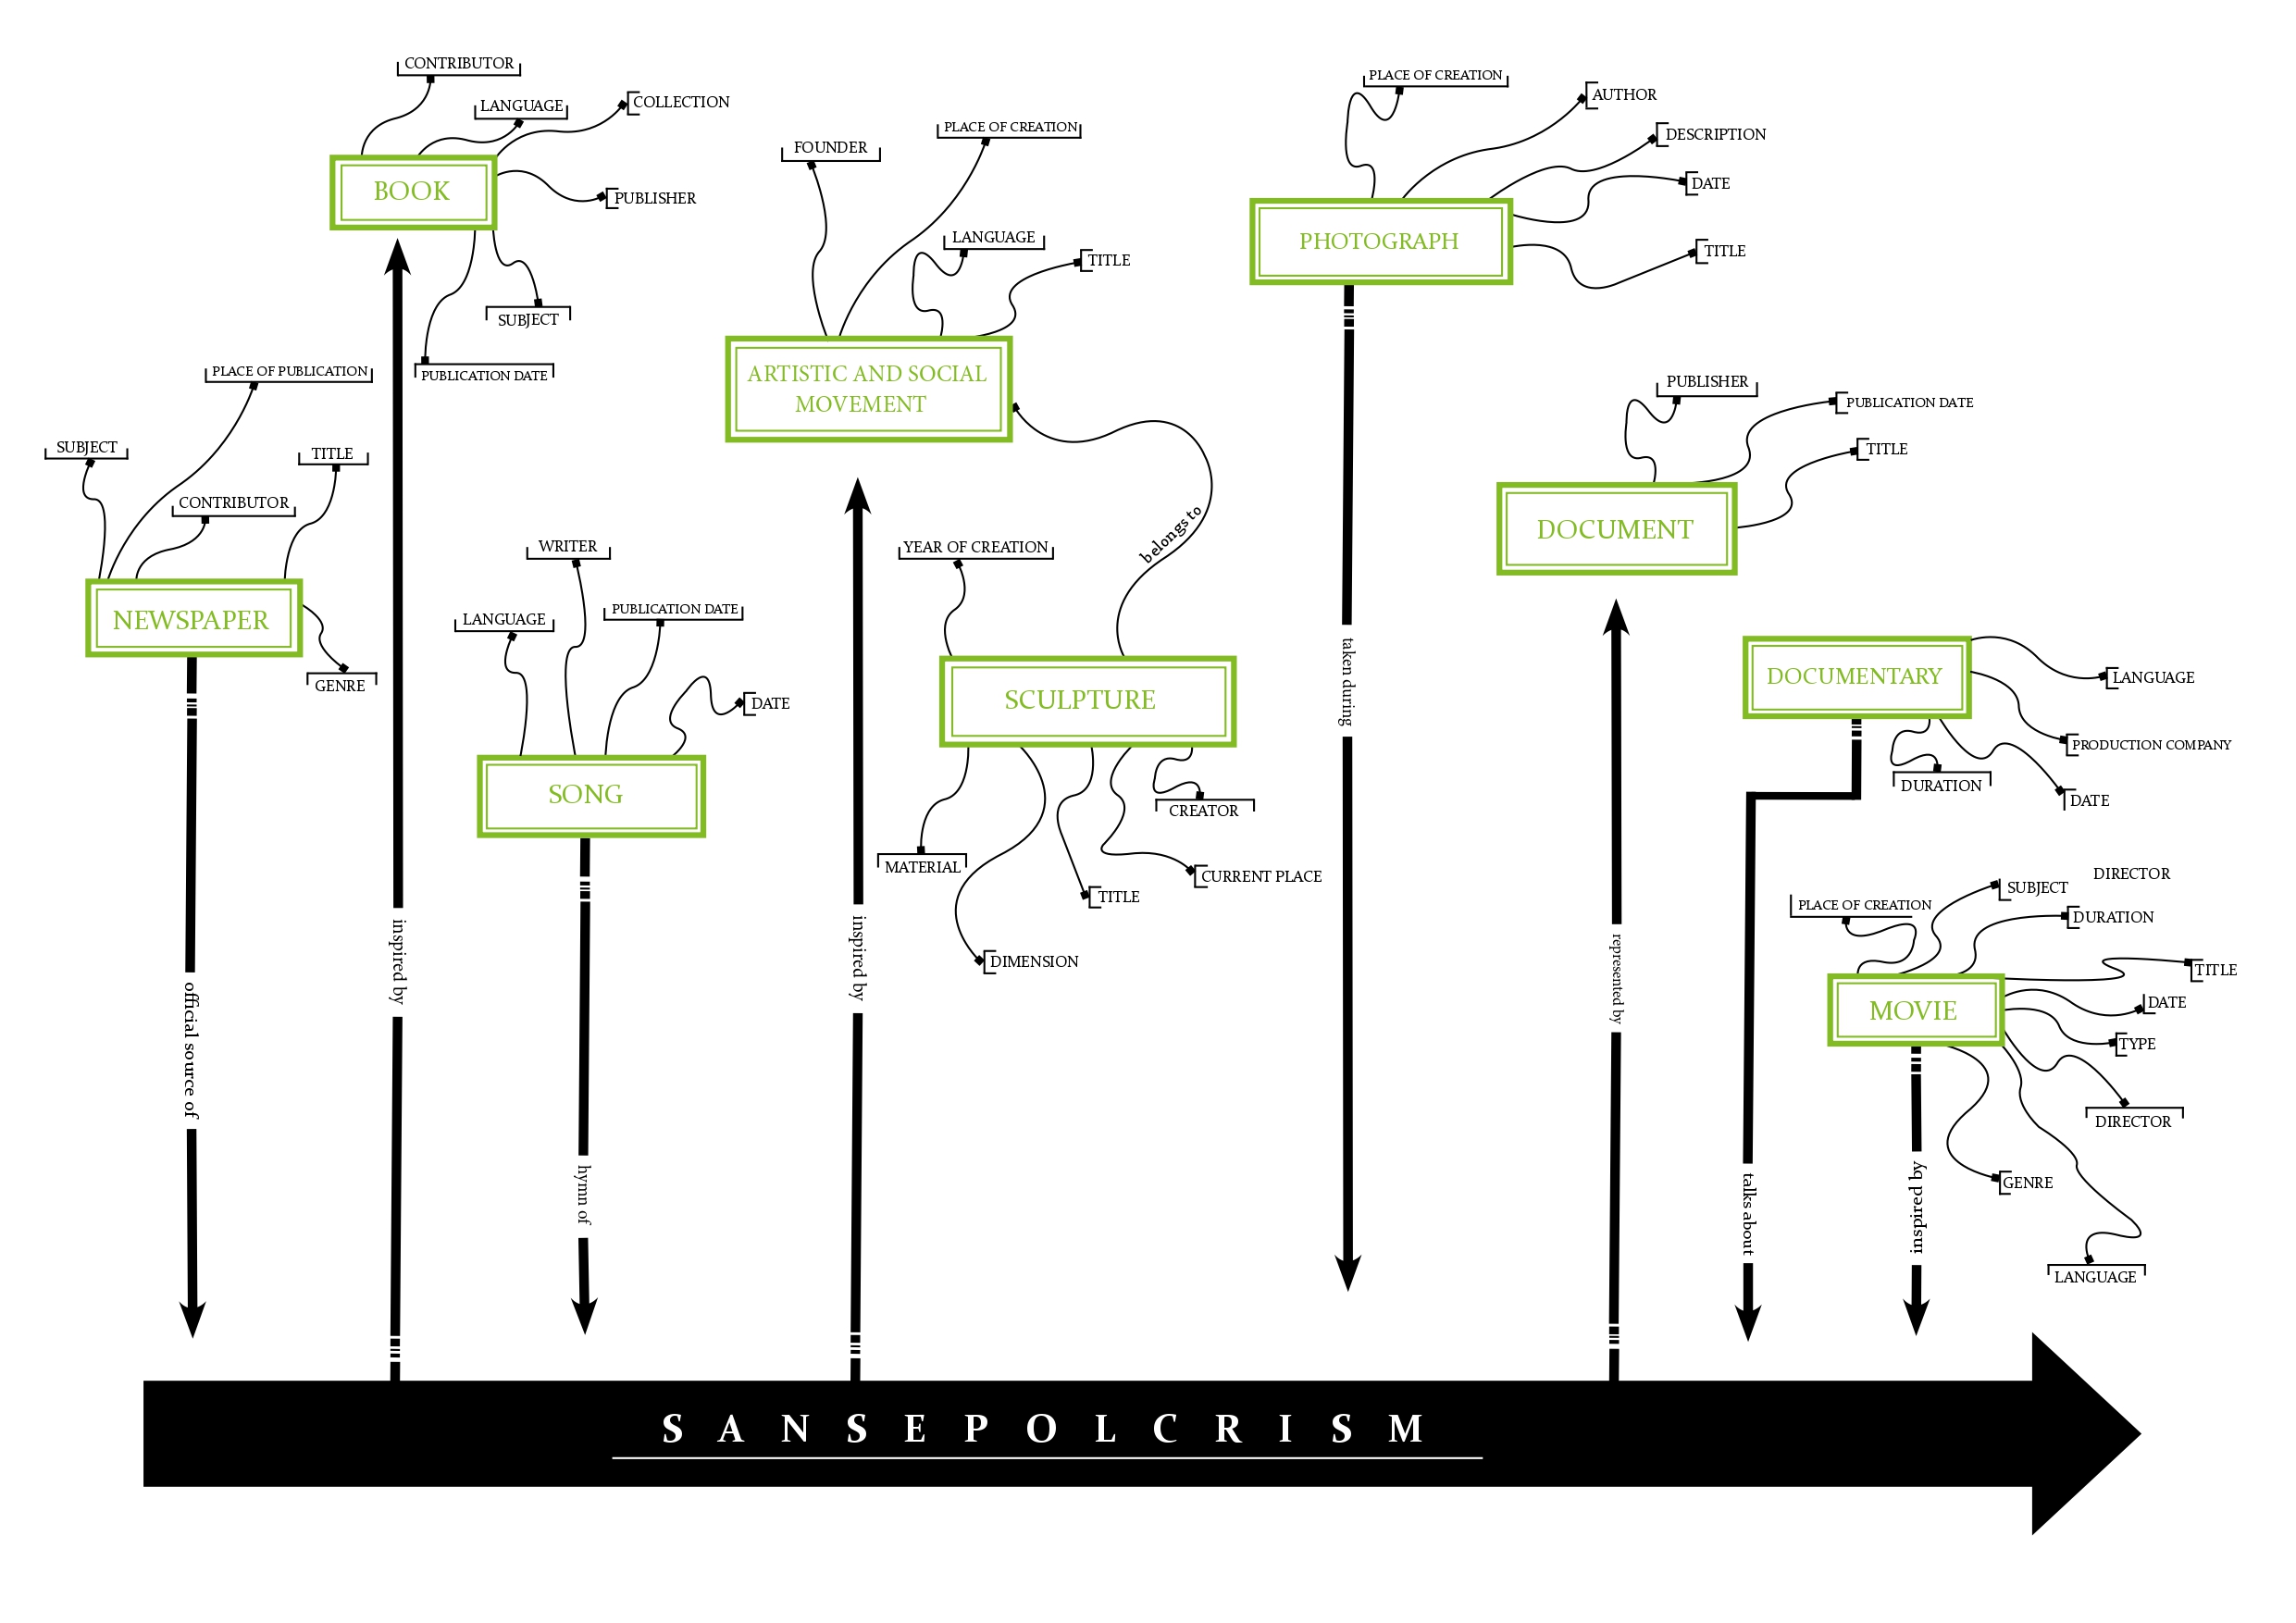 CONTRIBUTOR
LANGUAGE
COLLECTION
BOOK
PUBLISHER
SUBJECT
PUBLICATION DATE
PLACE OF PUBLICATION
SUBJECT
TITLE
CONTRIBUTOR
NEWSPAPER
GENRE
official source of
inspired by
WRITER
LANGUAGE
PUBLICATION DATE
DATE
SONG
hymn of
FOUNDER
PLACE OF CREATION
LANGUAGE
TITLE
ARTISTIC AND SOCIAL
MOVEMENT
inspired by
belongs to
YEAR OF CREATION
SCULPTURE
MATERIAL
DIMENSION
TITLE
CURRENT PLACE
CREATOR
PLACE OF CREATION
AUTHOR
DESCRIPTION
DATE
TITLE
PHOTOGRAPH
taken during
PUBLISHER
PUBLICATION DATE
TITLE
DOCUMENT
represented by
DOCUMENTARY
LANGUAGE
PRODUCTION COMPANY
DURATION
DATE
talks about
DIRECTOR
SUBJECT
PLACE OF CREATION
DURATION
TITLE
DATE
MOVIE
TYPE
DIRECTOR
GENRE
LANGUAGE
inspired by
SANSEPOLCRISM